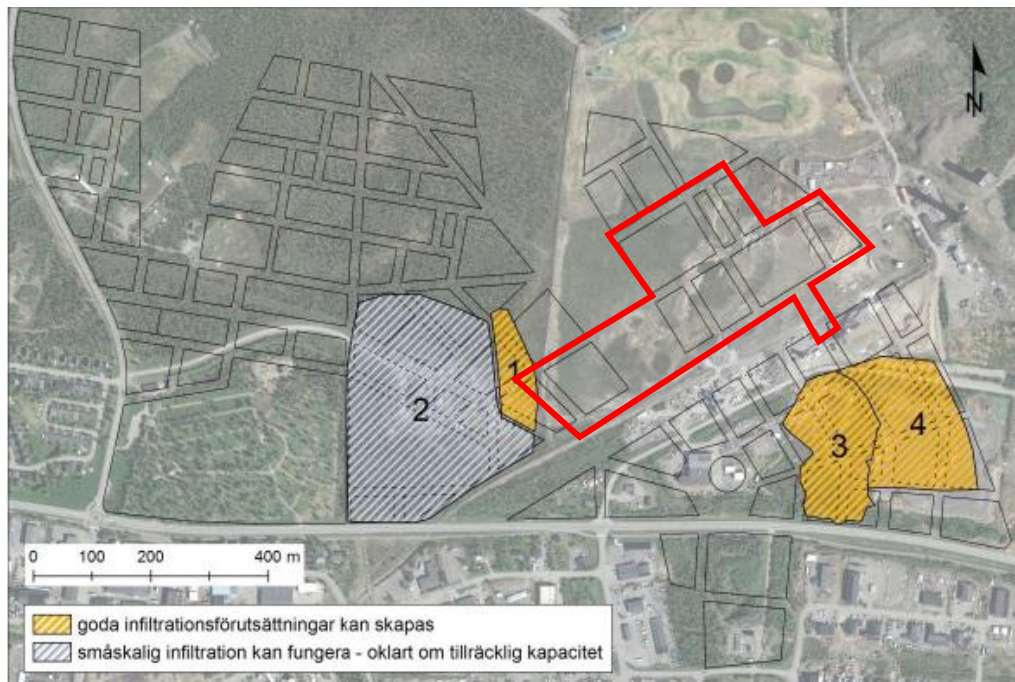 N
1
2
3
4
0 100 200 400 m
goda infiltrationsförutsättningar kan skapas
småskalig infiltration kan fungera - oklart om tillräcklig kapacitet